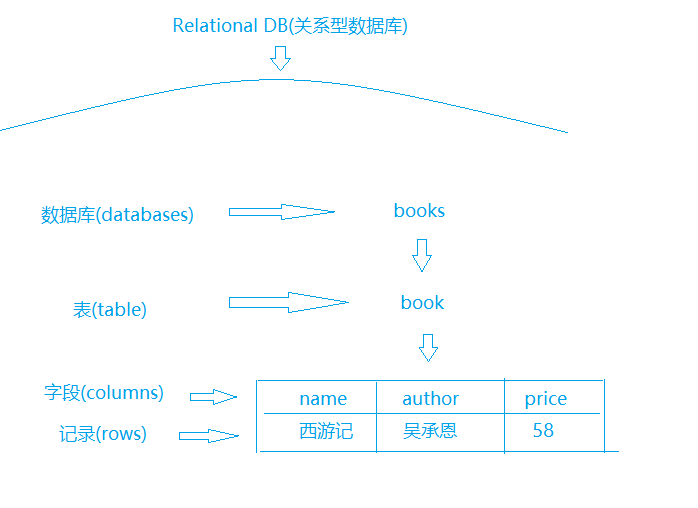 Relational DB(关系型数据库)
数据库(databases)
books
表(table)
book
字段(columns)
name
author
price
记录(rows)
西游记
吴承恩
58